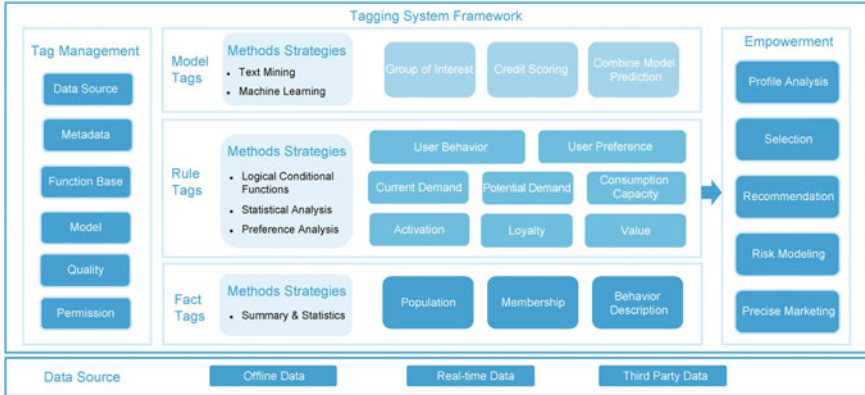 Tagging System Framework
Tag Management
Data Source
Metadata
Function Base
Model
Quality
Permission
Model
Tags
Methods Strategies
• Text Mining
• Machine Learning
Group of Interest
Credit Scoring
Combine Model
Prediction
Rule
Tags
Methods Strategies
• Logical Conditional
Functions
• Statistical Analysis
• Preference Analysis
User Behavior
User Preference
Current Demand
Potential Demand
Consumption
Capacity
Activation
Loyalty
Value
Fact
Tags
Methods Strategies
• Summary & Statistics
Population
Membership
Behavior
Description
Empowerment
Profile Analysis
Selection
Recommendation
Risk Modeling
Precise Marketing
Data Source
Offline Data
Real-time Data
Third Party Data